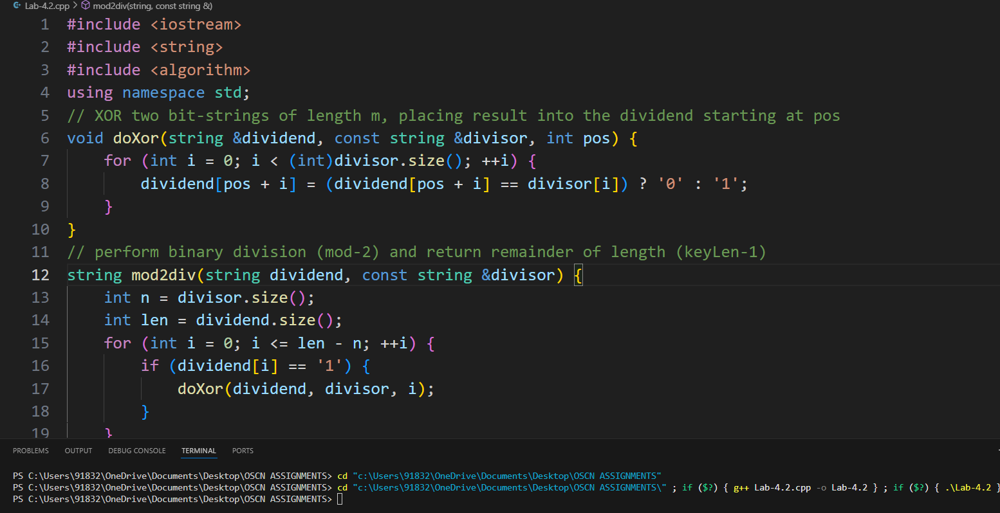 Lab-4.2.cpp > mod2div(string, const string &)
1 #include <iostream>
2 #include <string>
3 #include <algorithm>
4 using namespace std;
5 // XOR two bit-strings of length m, placing result into the dividend starting at pos
6 void doXor(string &dividend, const string &divisor, int pos) {
7     for (int i = 0; i < (int)divisor.size(); ++i) {
8         dividend[pos + i] = (dividend[pos + i] == divisor[i]) ? '0' : '1';
9     }
10 }
11 // perform binary division (mod-2) and return remainder of length (keyLen-1)
12 string mod2div(string dividend, const string &divisor) {
13     int n = divisor.size();
14     int len = dividend.size();
15     for (int i = 0; i <= len - n; ++i) {
16         if (dividend[i] == '1') {
17             doXor(dividend, divisor, i);
18         }
19     }
PROBLEMS OUTPUT DEBUG CONSOLE TERMINAL PORTS
PS C:\Users\91832\OneDrive\Documents\Desktop\OSCN ASSIGNMENTS> cd "c:\Users\91832\OneDrive\Documents\Desktop\OSCN ASSIGNMENTS"
PS C:\Users\91832\OneDrive\Documents\Desktop\OSCN ASSIGNMENTS> cd "c:\Users\91832\OneDrive\Documents\Desktop\OSCN ASSIGNMENTS\" ; if ($?) { g++ Lab-4.2.cpp -o Lab-4.2 } ; if ($?) { .\Lab-4.2 }
PS C:\Users\91832\OneDrive\Documents\Desktop\OSCN ASSIGNMENTS>